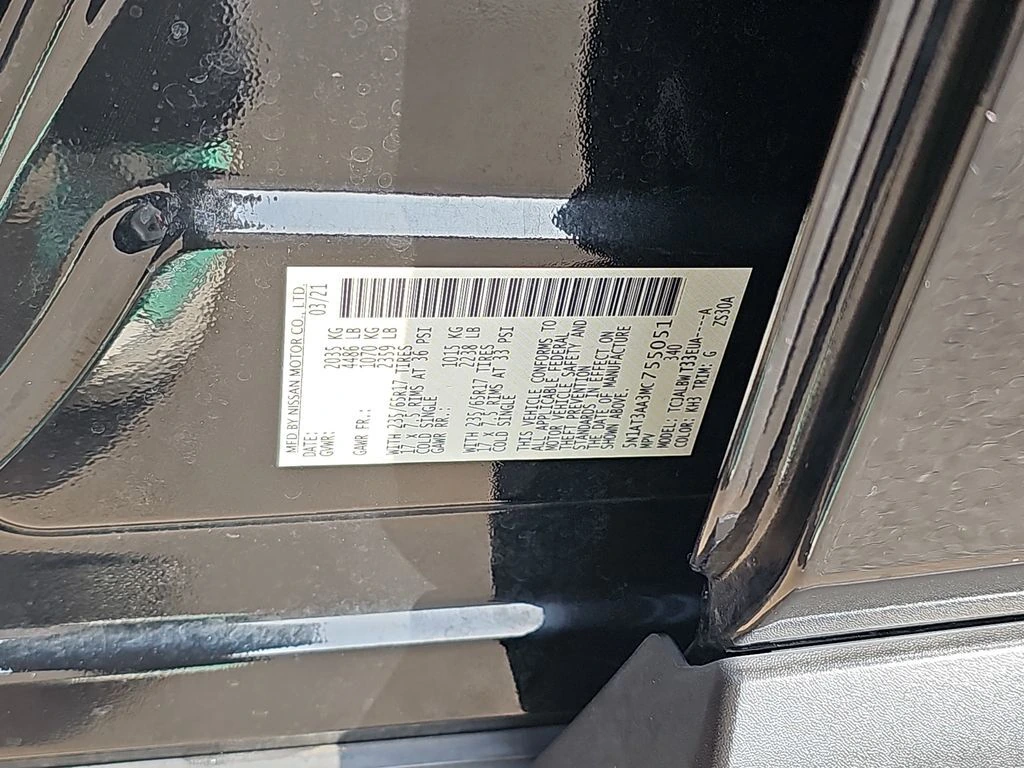 MFD BY NISSAN MOTOR CO., LTD.
DATE: 03/21
GVWR: 2035 KG
4486 LB
GAWR FR.: 1070 KG
2359 LB
WITH 235/65R17 TIRES
17 X 7.5 RIMS AT 36 PSI
COLD SINGLE
GAWR RR.: 1015 KG
2238 LB
WITH 235/65R17 TIRES
17 X 7.5 RIMS AT 33 PSI
COLD SINGLE
THIS VEHICLE CONFORMS TO
ALL APPLICABLE FEDERAL
MOTOR VEHICLE SAFETY AND
THEFT PREVENTION
STANDARDS IN EFFECT ON
THE DATE OF MANUFACTURE
SHOWN ABOVE.
5N1AT3AA3MC755051
MPV 340
MODEL: TCJALBWT33EUA----A
COLOR: KH3 TRIM: G ZS30A